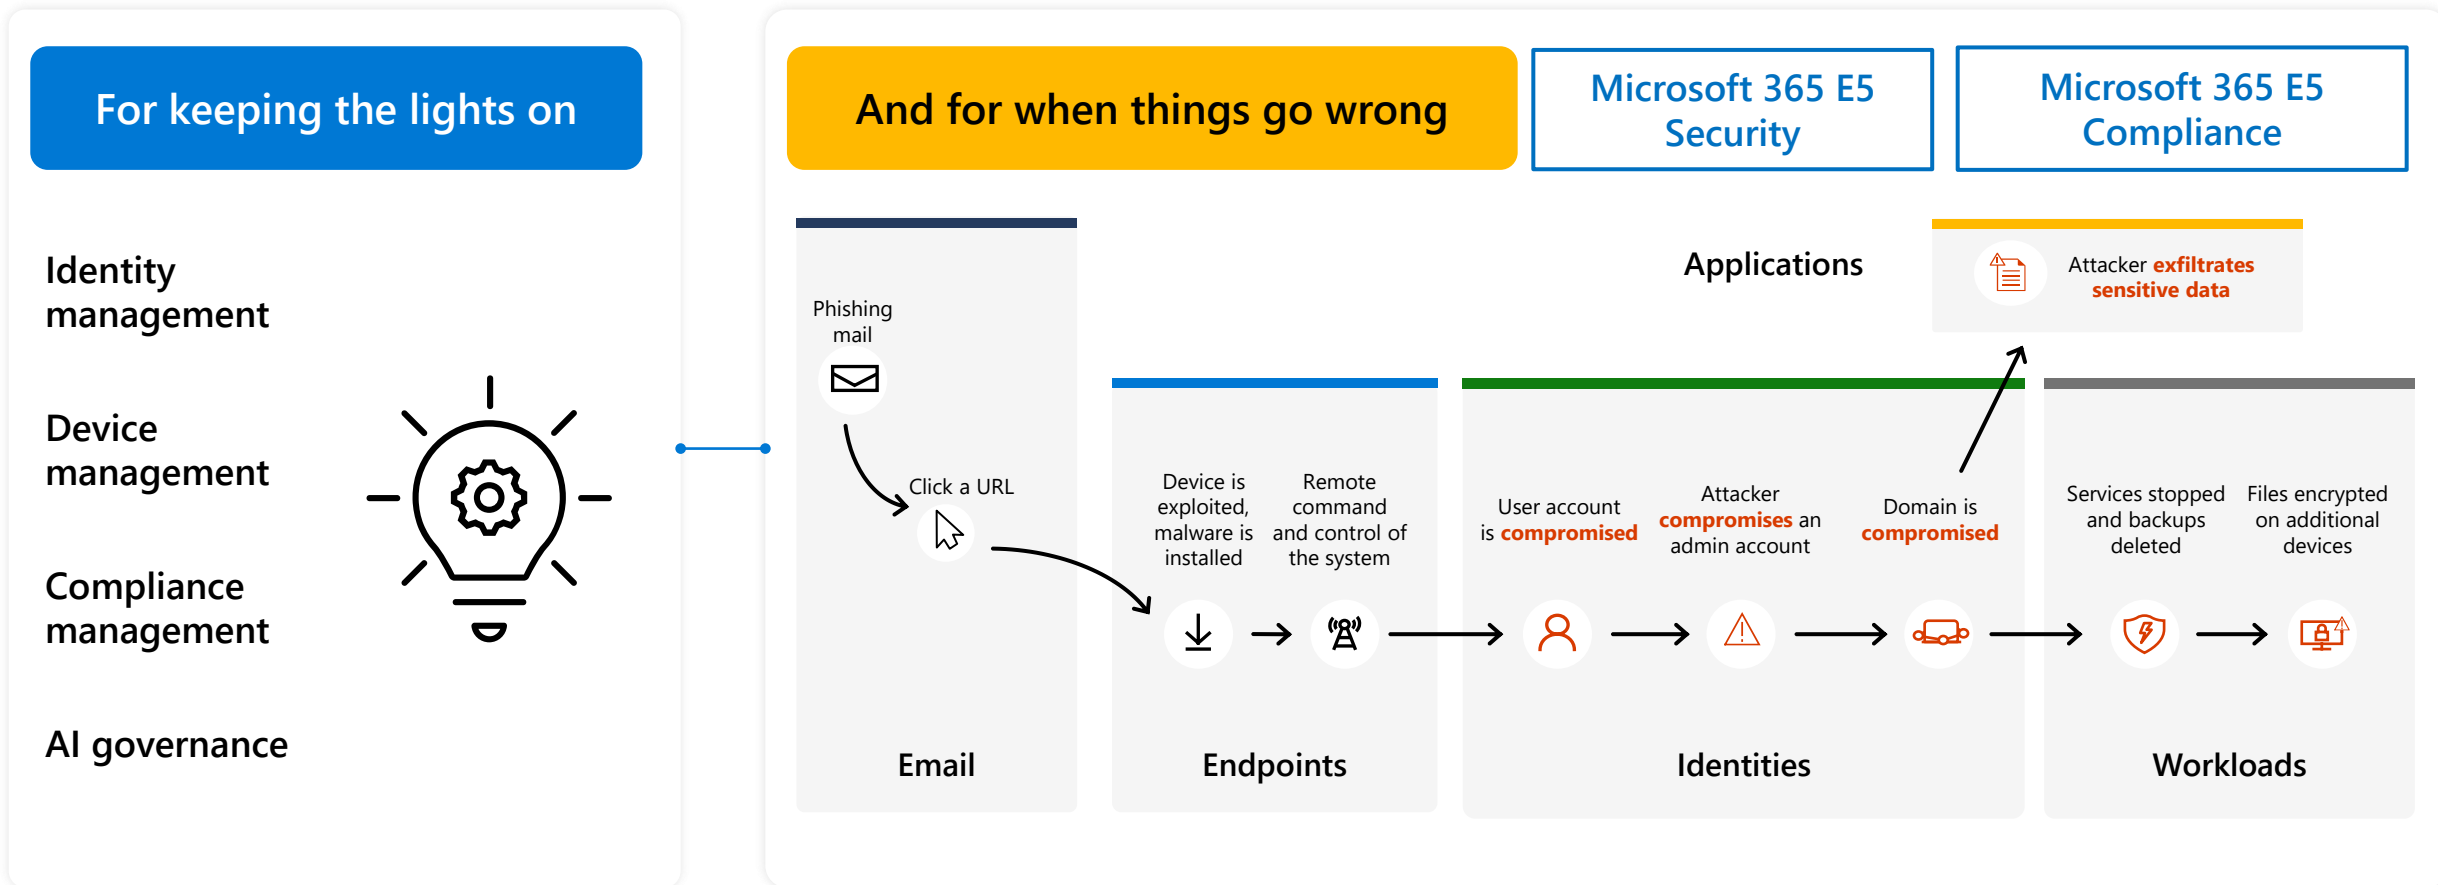 For keeping the lights on
Identity
management
Device
management
Compliance
management
AI governance
And for when things go wrong
Microsoft 365 E5
Security
Microsoft 365 E5
Compliance
Phishing
mail
Click a URL
Email
Device is
exploited,
malware is
installed
Remote
command
and control of
the system
Endpoints
User account
is compromised
Attacker
compromises an
admin account
Domain is
compromised
Identities
Applications
Attacker exfiltrates
sensitive data
Services stopped
and backups
deleted
Files encrypted
on additional
devices
Workloads